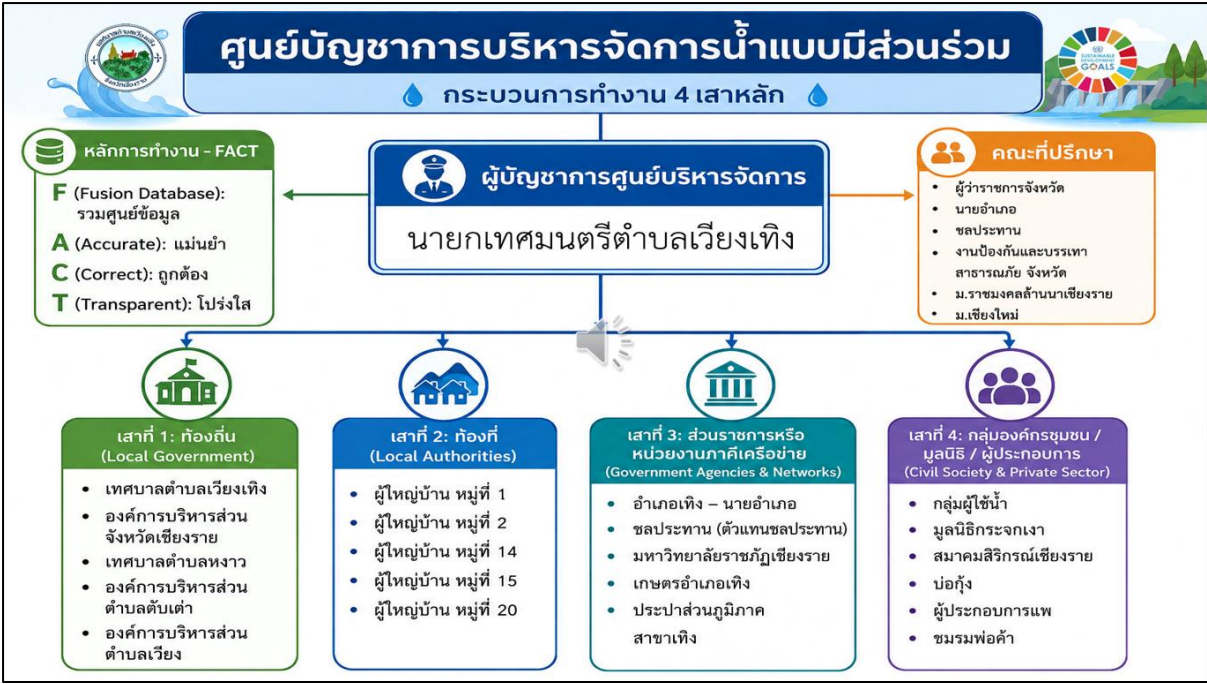 ศูนย์บัญชาการบริหารจัดการน้ำแบบมีส่วนร่วม
กระบวนการทำงาน 4 เสาหลัก
SUSTAINABLE
DEVELOPMENT
GOALS
หลักการทำงาน - FACT
F (Fusion Database):
รวมศูนย์ข้อมูล
A (Accurate): แม่นยำ
C (Correct): ถูกต้อง
T (Transparent): โปร่งใส
ผู้บัญชาการศูนย์บริหารจัดการ
นายกเทศมนตรีตำบลเวียงเทิง
คณะที่ปรึกษา
• ผู้ว่าราชการจังหวัด
• นายอำเภอ
• ชลประทาน
• งานป้องกันและบรรเทา
สาธารณภัย จังหวัด
• ม.ราชมงคลล้านนาเชียงราย
• ม.เชียงใหม่
เสาที่ 1: ท้องถิ่น
(Local Government)
• เทศบาลตำบลเวียงเทิง
• องค์การบริหารส่วน
จังหวัดเชียงราย
• เทศบาลตำบลหงาว
• องค์การบริหารส่วน
ตำบลตับเต่า
• องค์การบริหารส่วน
ตำบลเวียง
เสาที่ 2: ท้องที่
(Local Authorities)
• ผู้ใหญ่บ้าน หมู่ที่ 1
• ผู้ใหญ่บ้าน หมู่ที่ 2
• ผู้ใหญ่บ้าน หมู่ที่ 14
• ผู้ใหญ่บ้าน หมู่ที่ 15
• ผู้ใหญ่บ้าน หมู่ที่ 20
เสาที่ 3: ส่วนราชการหรือ
หน่วยงานภาคีเครือข่าย
(Government Agencies & Networks)
• อำเภอเทิง – นายอำเภอ
• ชลประทาน (ตัวแทนชลประทาน)
• มหาวิทยาลัยราชภัฏเชียงราย
• เกษตรอำเภอเทิง
• ประปาส่วนภูมิภาค
สาขาเทิง
เสาที่ 4: กลุ่มองค์กรชุมชน /
มูลนิธิ / ผู้ประกอบการ
(Civil Society & Private Sector)
• กลุ่มผู้ใช้น้ำ
• มูลนิธิกระจกเงา
• สมาคมสิริกรณ์เชียงราย
• บ่อกุ้ง
• ผู้ประกอบการแพ
• ชมรมพ่อค้า